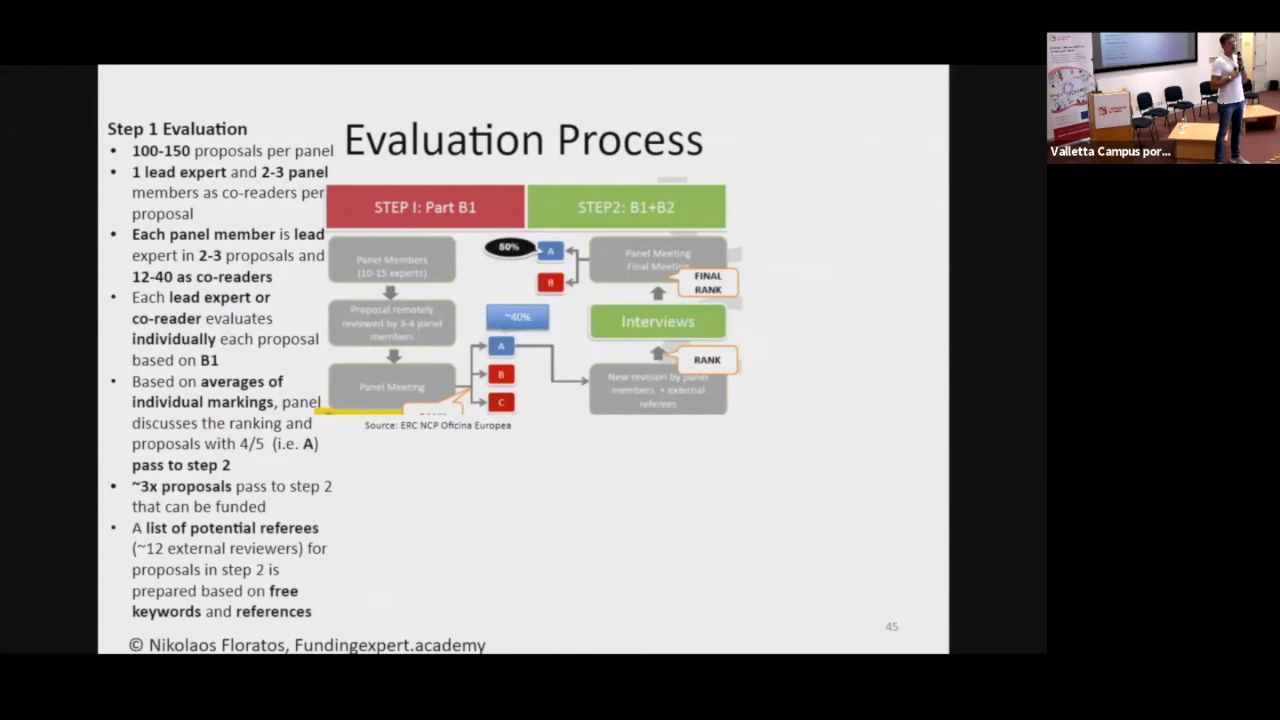 Step 1 Evaluation
• 100-150 proposals per panel
• 1 lead expert and 2-3 panel
members as co-readers per
proposal
• Each panel member is lead
expert in 2-3 proposals and
12-40 as co-readers
• Each lead expert or
co-reader evaluates
individually each proposal
based on B1
• Based on averages of
individual markings, panel
discusses the ranking and
proposals with 4/5 (i.e. A)
pass to step 2
• ~3x proposals pass to step 2
that can be funded
• A list of potential referees
(~12 external reviewers) for
proposals in step 2 is
prepared based on free
keywords and references
Evaluation Process
STEP I: Part B1
STEP2: B1+B2
Panel Members
(10-15 experts)
Proposal remotely
reviewed by 3-4 panel
members
Panel Meeting
~40%
A
B
C
50%
A
B
Panel Meeting
Final Meeting
FINAL
RANK
Interviews
RANK
New revision by panel
members + external
referees
Source: ERC NCP Oficina Europea
45
© Nikolaos Floratos, Fundingexpert.academy
Valletta Campus por...